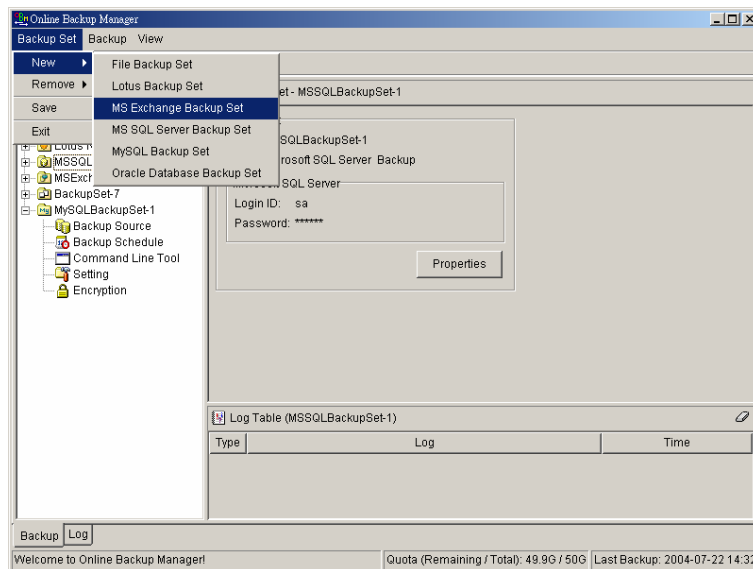 Online Backup Manager
Backup Set Backup View
New
Remove
Save
Exit
File Backup Set
Lotus Backup Set
MS Exchange Backup Set
MS SQL Server Backup Set
MySQL Backup Set
Oracle Database Backup Set
et - MSSQLBackupSet-1
SQLBackupSet-1
rosoft SQL Server Backup
SQL Server
Login ID: sa
Password: ******
Properties
Lotus
MSSQL
MSExch
BackupSet-7
MySQLBackupSet-1
Backup Source
Backup Schedule
Command Line Tool
Setting
Encryption
Log Table (MSSQLBackupSet-1)
Type Log Time
Backup Log
Welcome to Online Backup Manager!
Quota (Remaining / Total): 49.9G / 50G
Last Backup: 2004-07-22 14:32